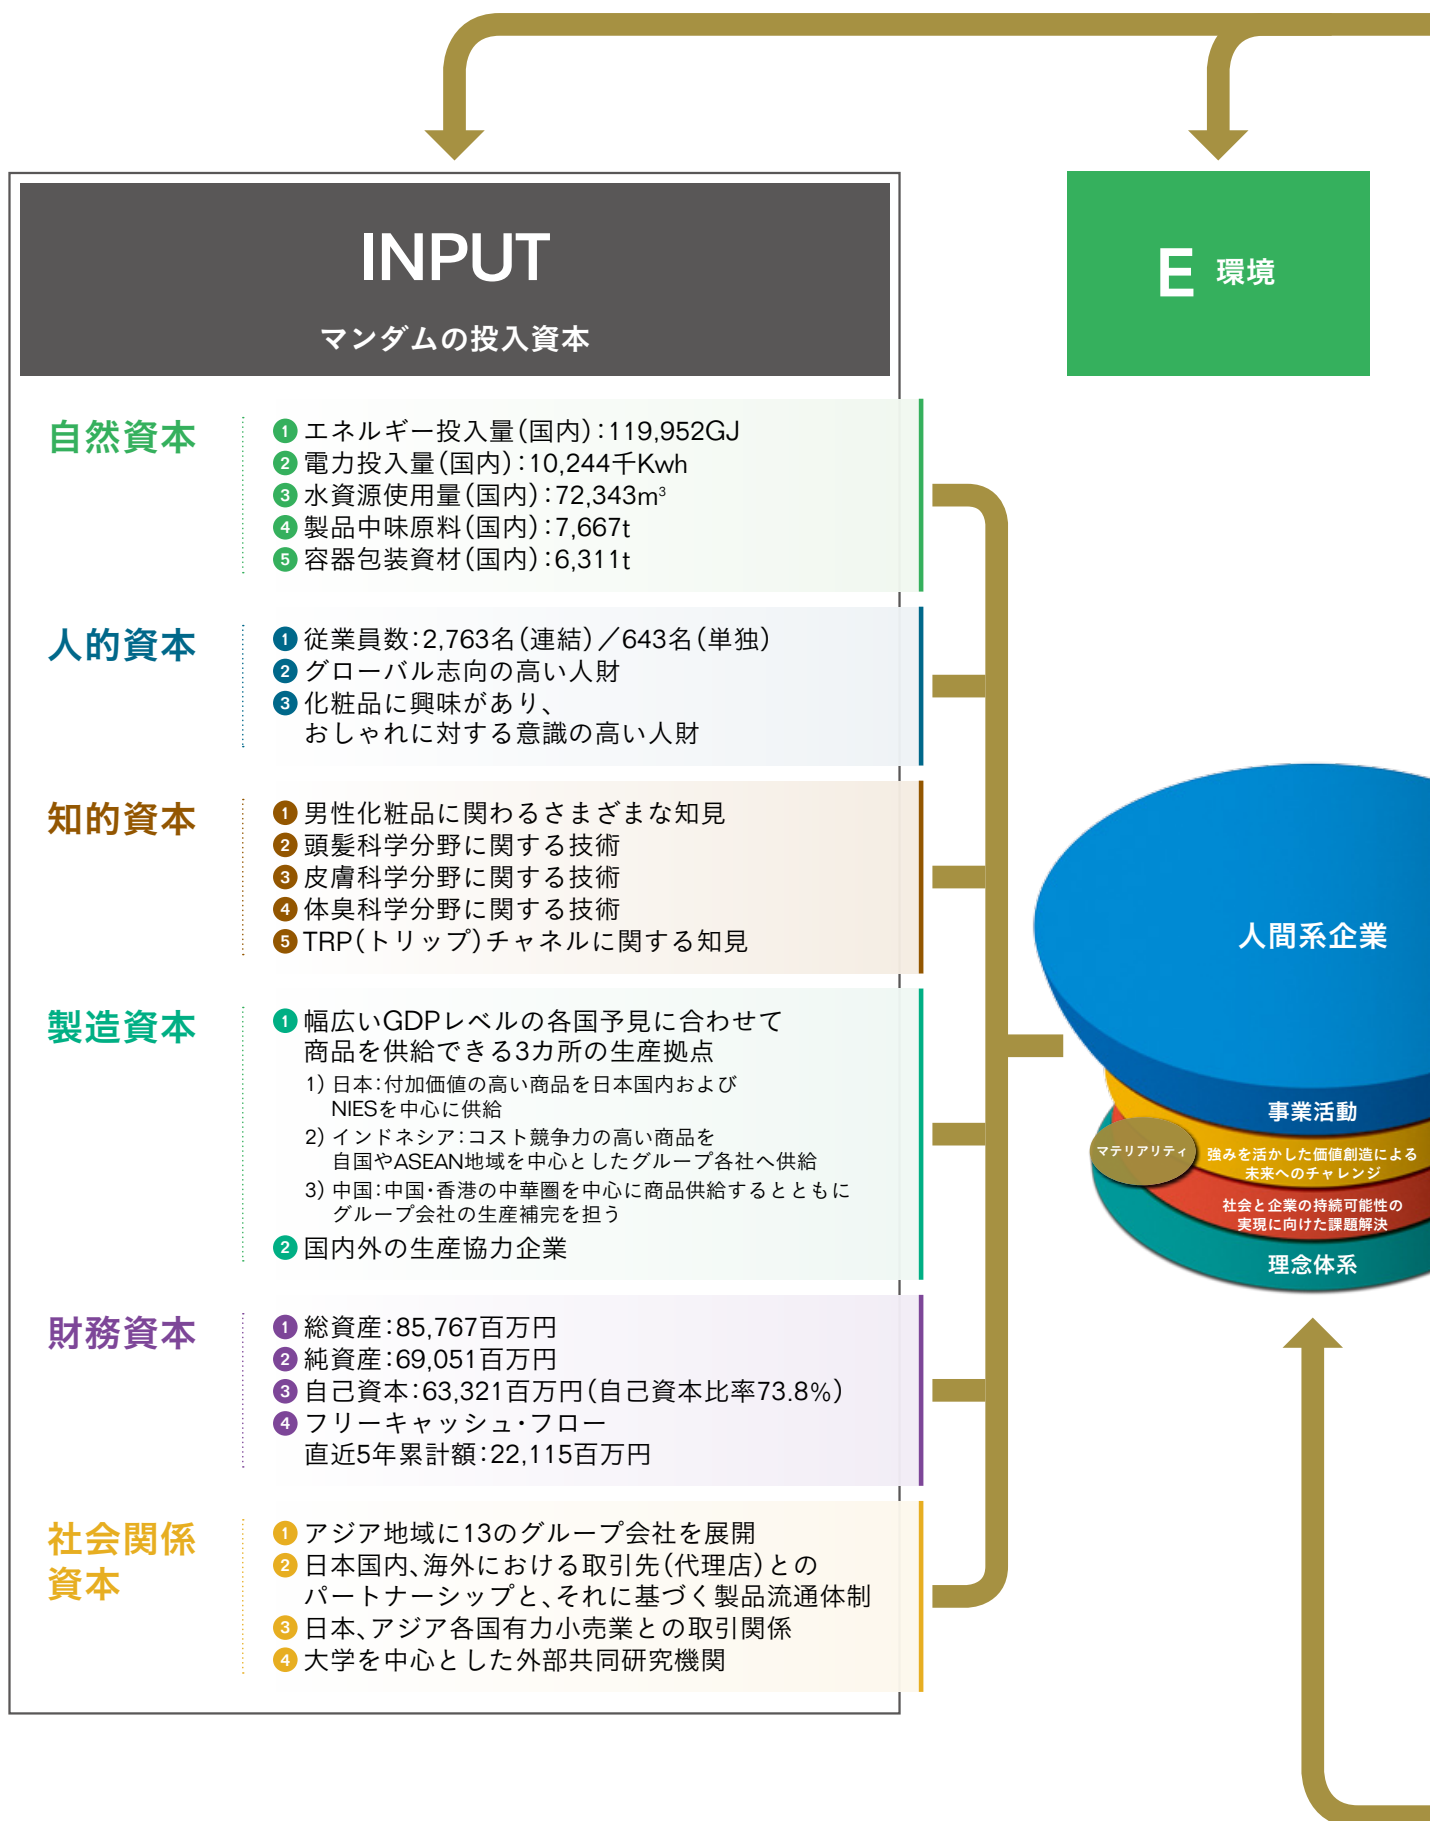 INPUT
マンダムの投入資本
E 環境
自然資本
1 エネルギー投入量(国内):119,952GJ
2 電力投入量(国内):10,244千Kwh
3 水資源使用量(国内):72,343m³
4 製品中味原料(国内):7,667t
5 容器包装資材(国内):6,311t
人的資本
1 従業員数:2,763名(連結)/643名(単独)
2 グローバル志向の高い人財
3 化粧品に興味があり、
おしゃれに対する意識の高い人財
知的資本
1 男性化粧品に関わるさまざまな知見
2 頭髪科学分野に関する技術
3 皮膚科学分野に関する技術
4 体臭科学分野に関する技術
5 TRP(トリップ)チャネルに関する知見
製造資本
1 幅広いGDPレベルの各国予見に合わせて
商品を供給できる3カ所の生産拠点
1) 日本:付加価値の高い商品を日本国内および
NIESを中心に供給
2) インドネシア:コスト競争力の高い商品を
自国やASEAN地域を中心としたグループ各社へ供給
3) 中国:中国・香港の中華圏を中心に商品供給するとともに
グループ会社の生産補完を担う
2 国内外の生産協力企業
財務資本
1 総資産:85,767百万円
2 純資産:69,051百万円
3 自己資本:63,321百万円(自己資本比率73.8%)
4 フリーキャッシュ・フロー
直近5年累計額:22,115百万円
社会関係
資本
1 アジア地域に13のグループ会社を展開
2 日本国内、海外における取引先(代理店)との
パートナーシップと、それに基づく製品流通体制
3 日本、アジア各国有力小売業との取引関係
4 大学を中心とした外部共同研究機関
人間系企業
事業活動
マテリアリティ
強みを活かした価値創造による
未来へのチャレンジ
社会と企業の持続可能性の
実現に向けた課題解決
理念体系